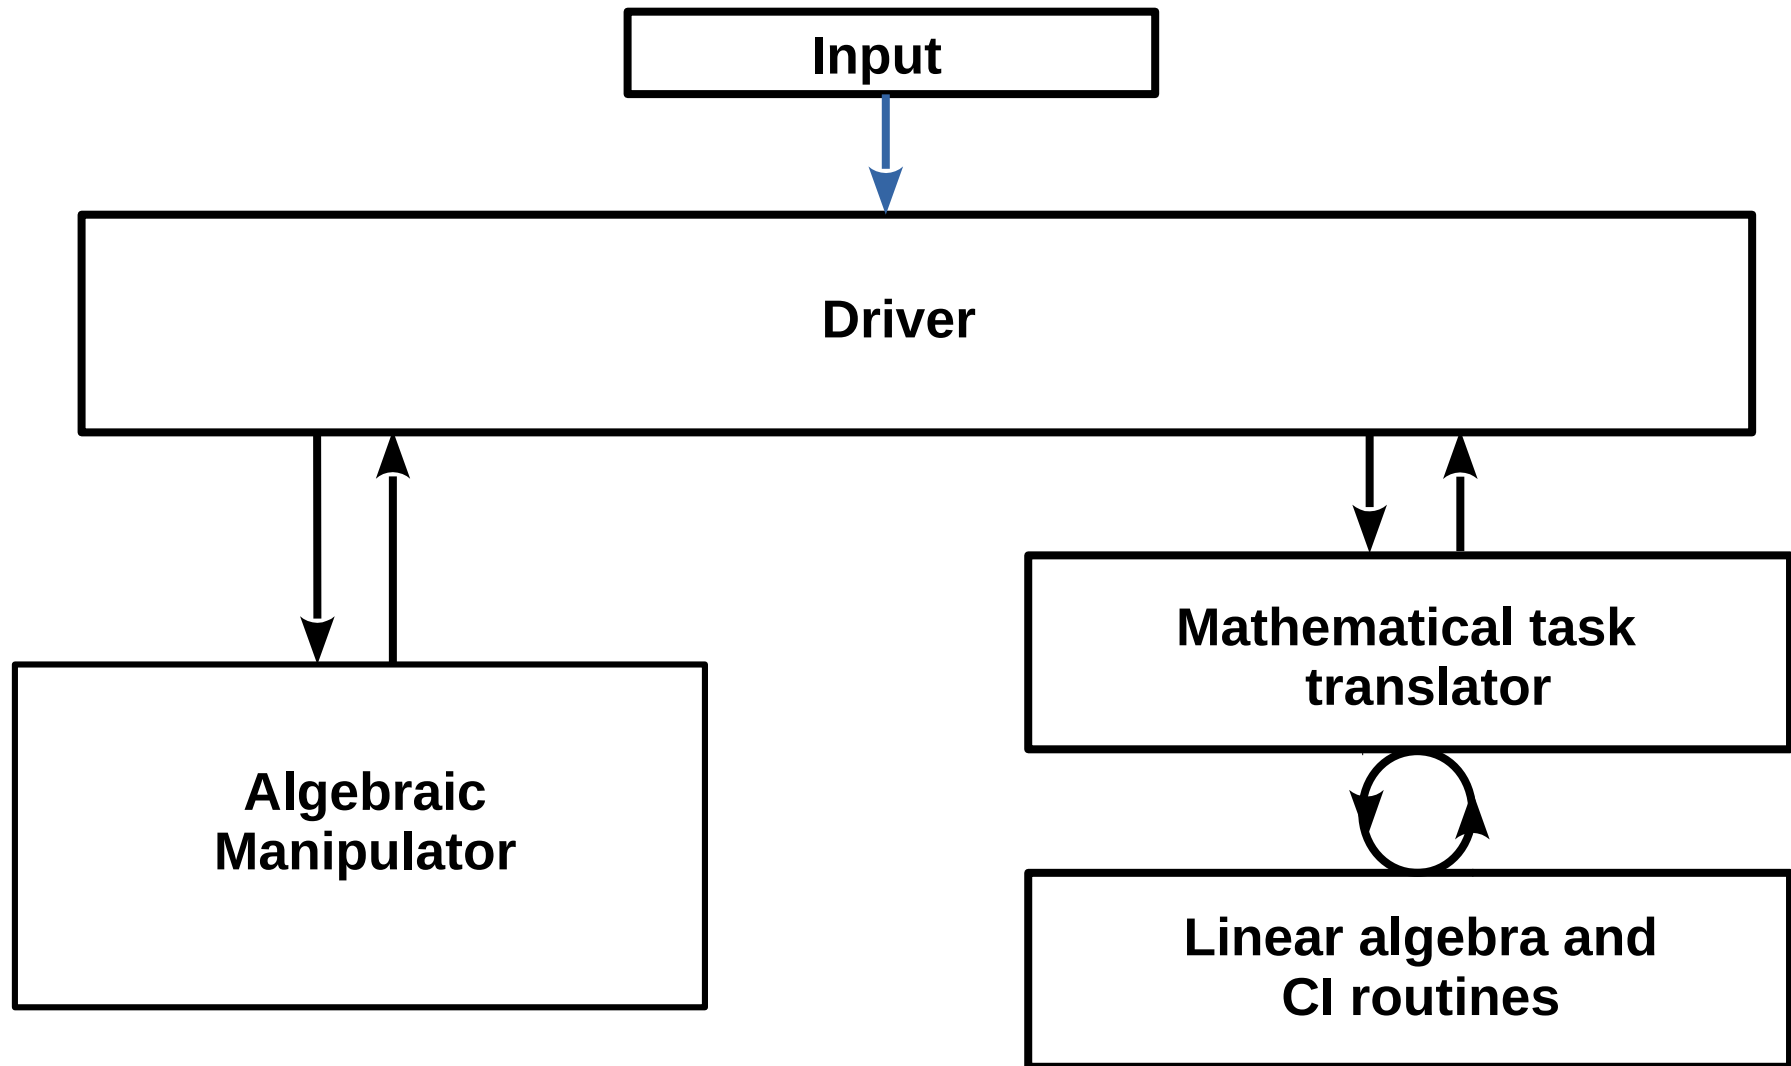 Input
Driver
Mathematical task
translator
Algebraic
Manipulator
Linear algebra and
CI routines